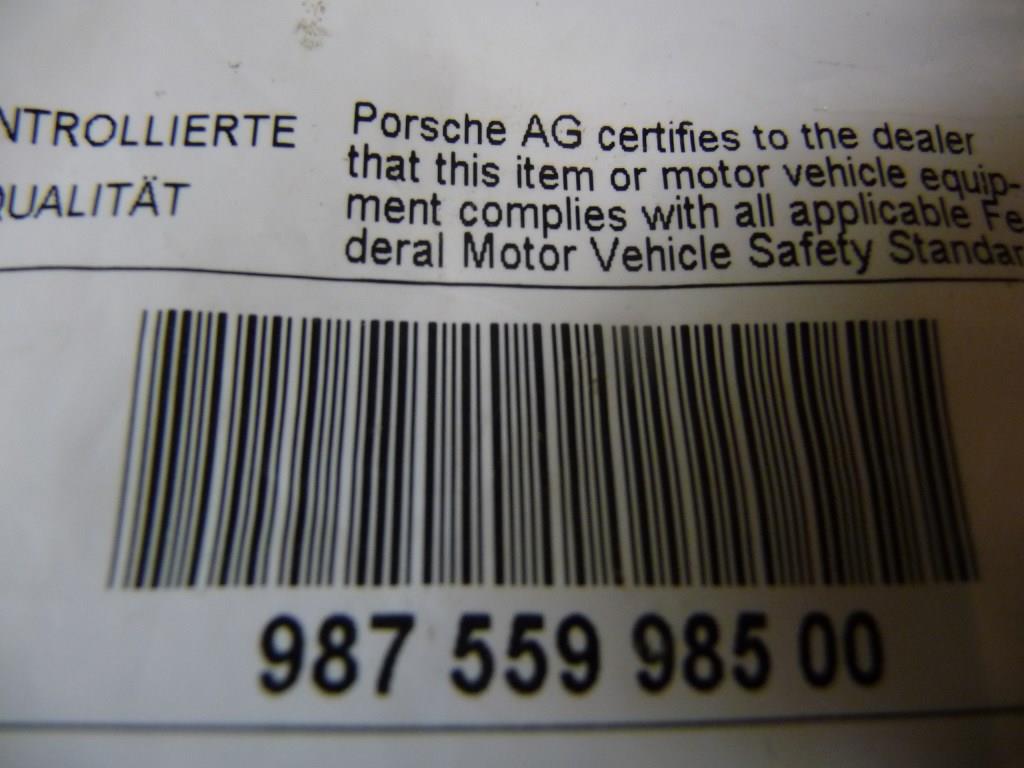 NTROLLIERTE
QUALITÄT
Porsche AG certifies to the dealer
that this item or motor vehicle equip-
ment complies with all applicable Fe
deral Motor Vehicle Safety Standar
987 559 985 00